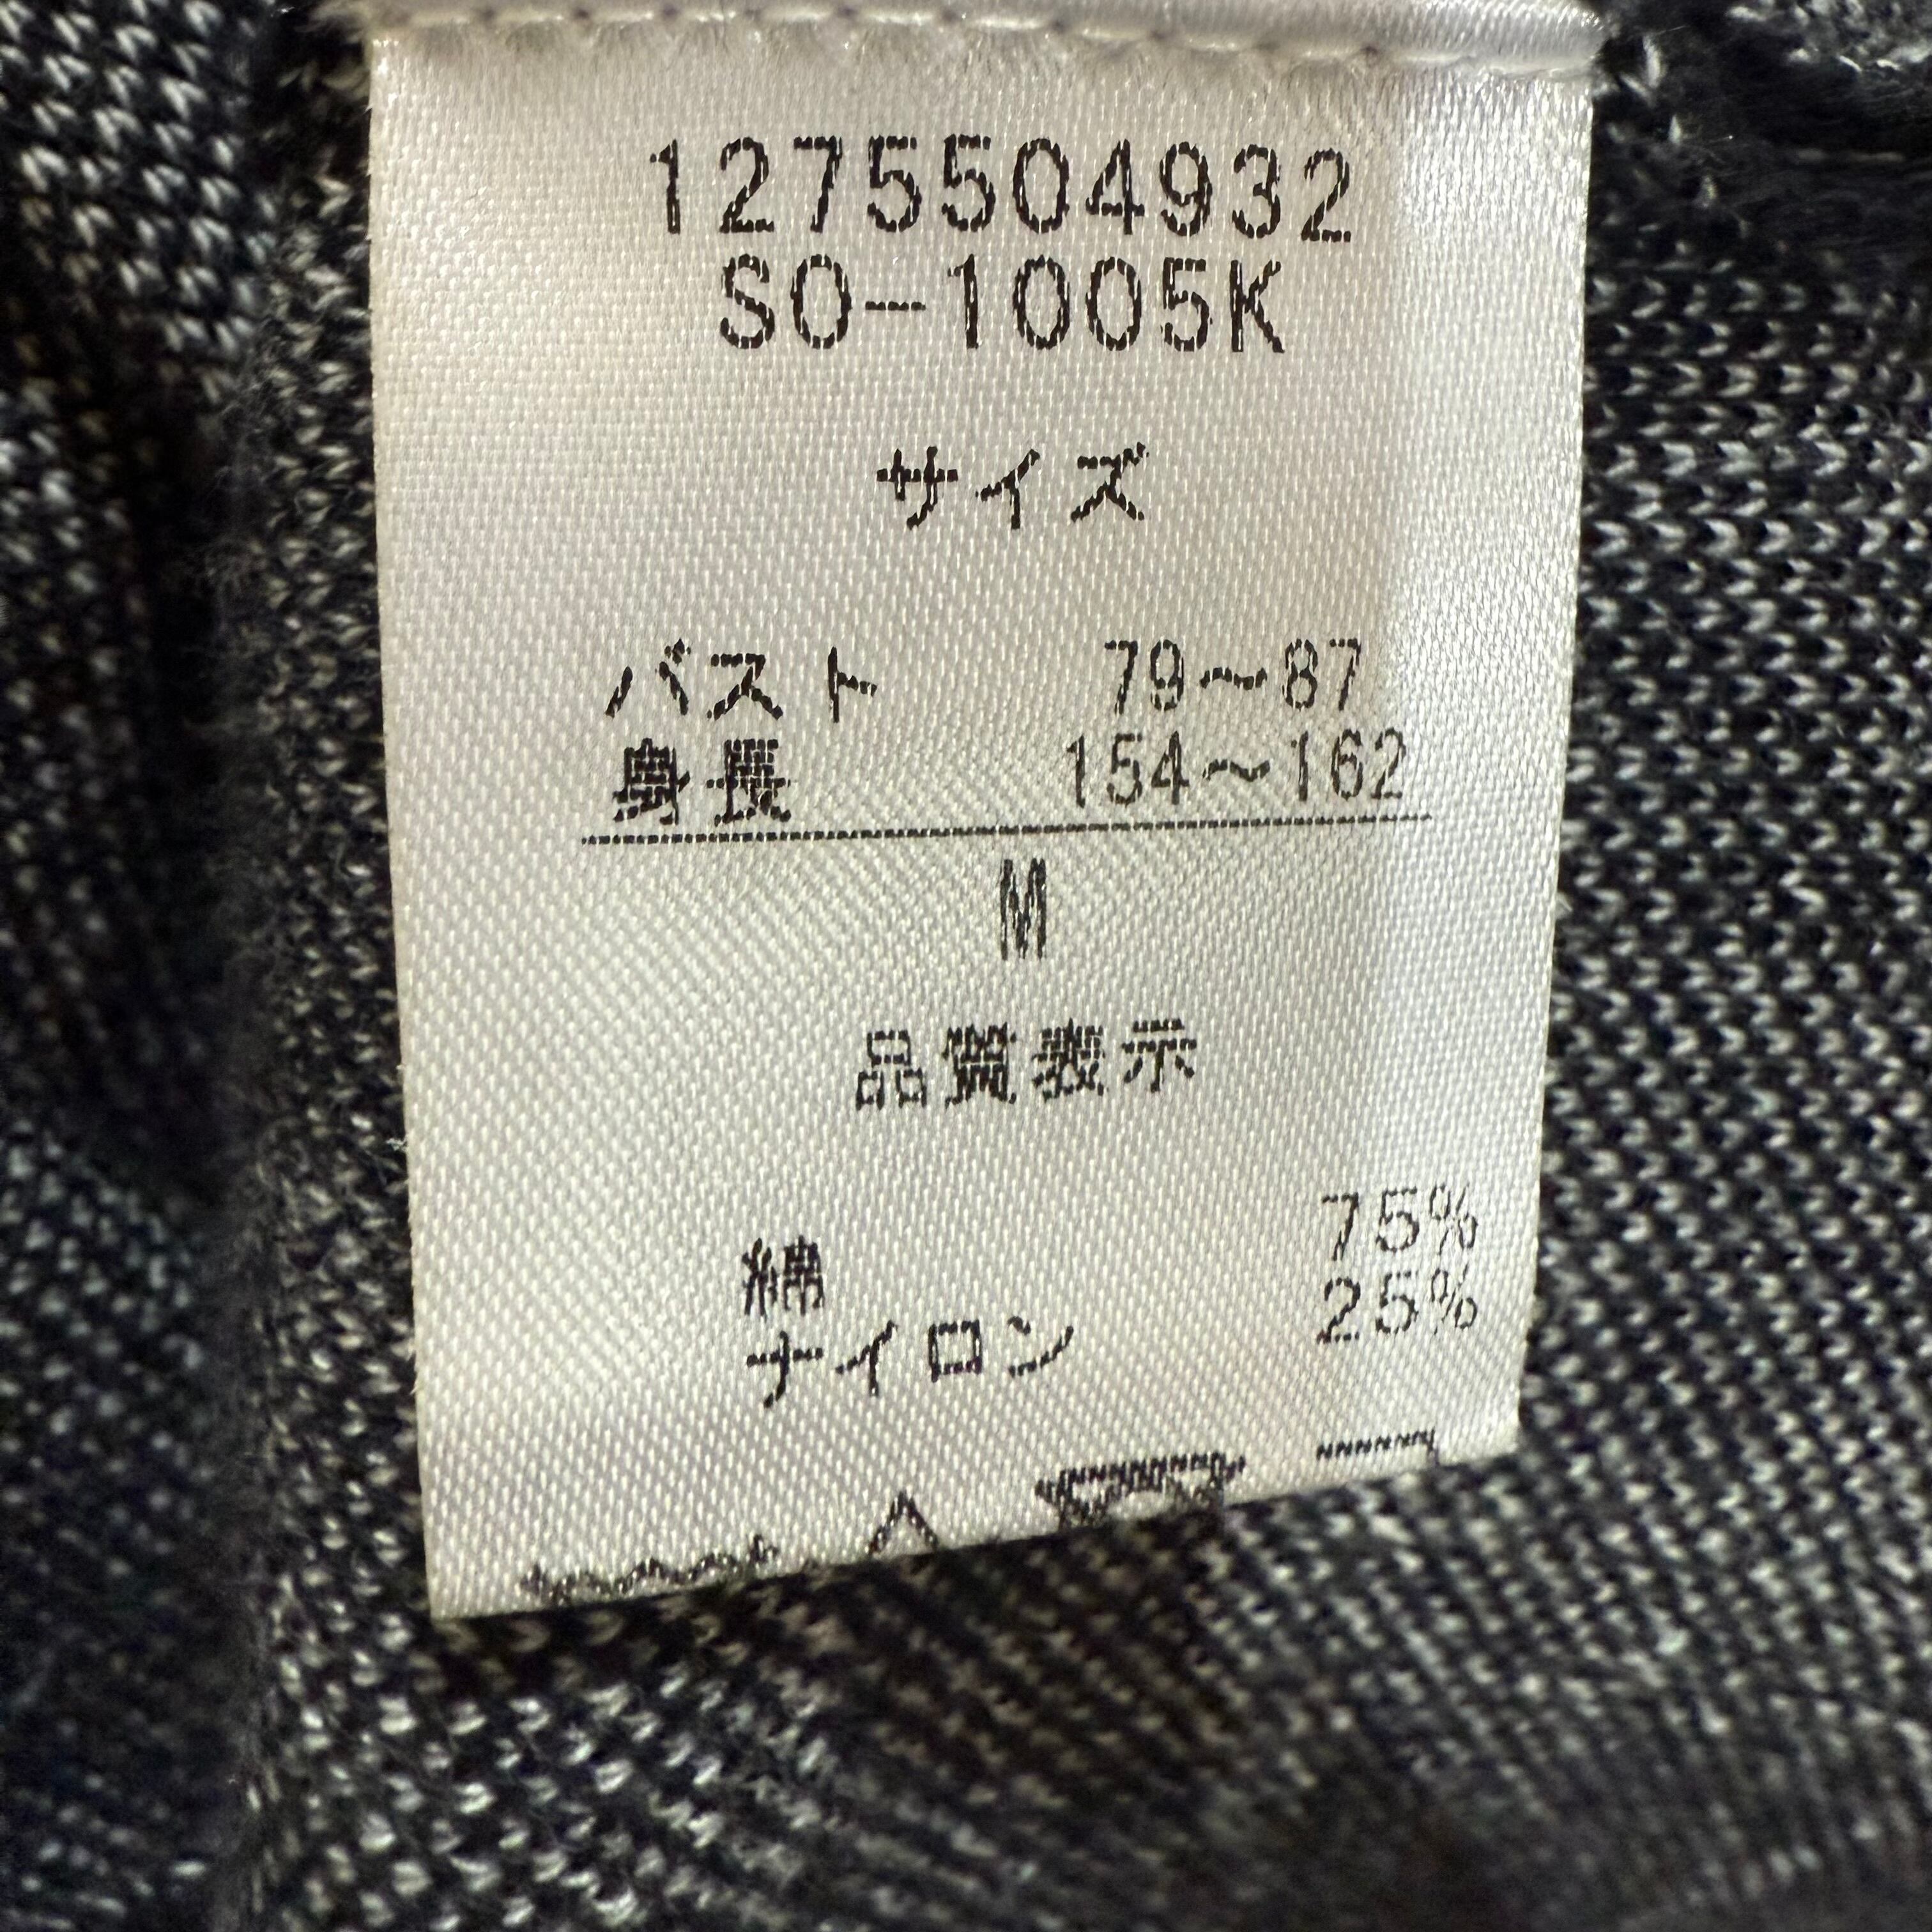 1275504932
SO-1005K
サイズ
バスト 79〜87
身長 154〜162
M
品質表示
綿 75%
ナイロン 25%